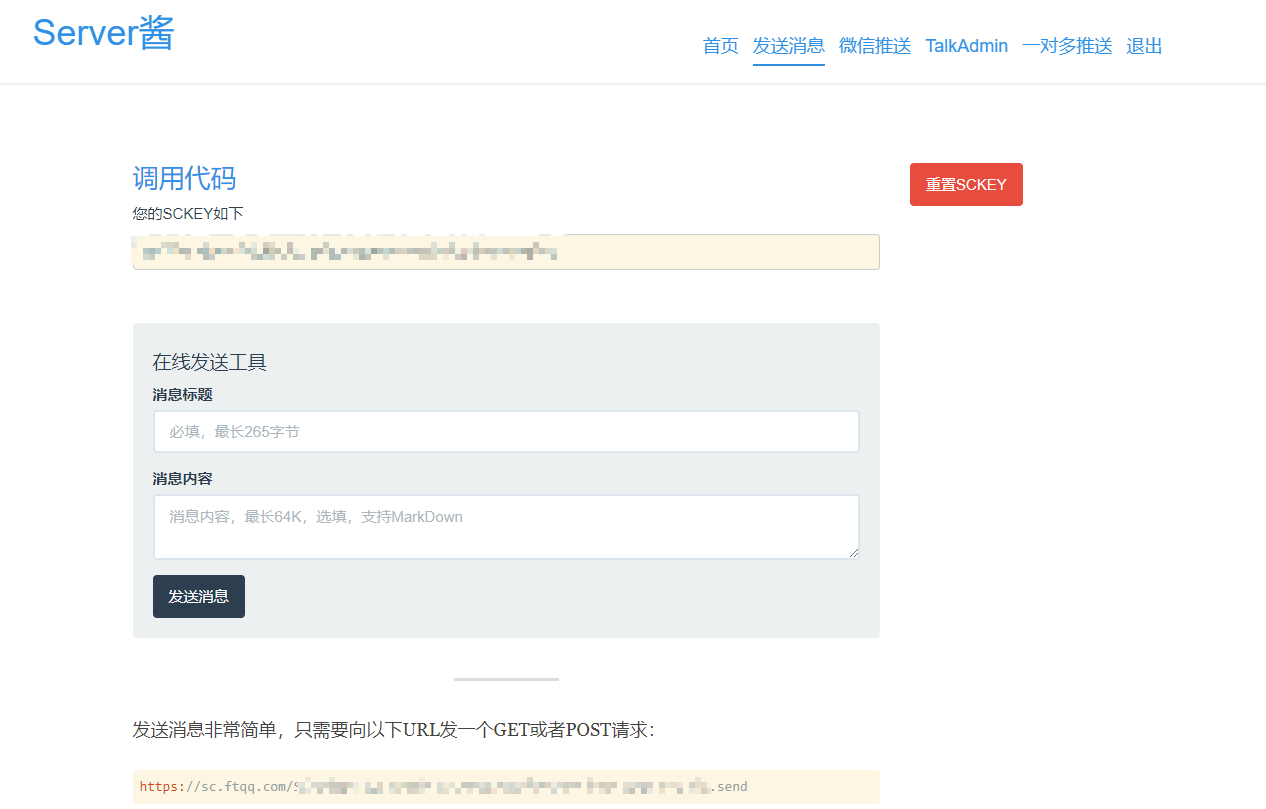 Server酱
首页 发送消息 微信推送 TalkAdmin 一对多推送 退出
调用代码
重置SCKEY
您的SCKEY如下
在线发送工具
消息标题
必填，最长265字节
消息内容
消息内容，最长64K，选填，支持MarkDown
发送消息
发送消息非常简单，只需要向以下URL发一个GET或者POST请求：
https://sc.ftqq.com/ .send